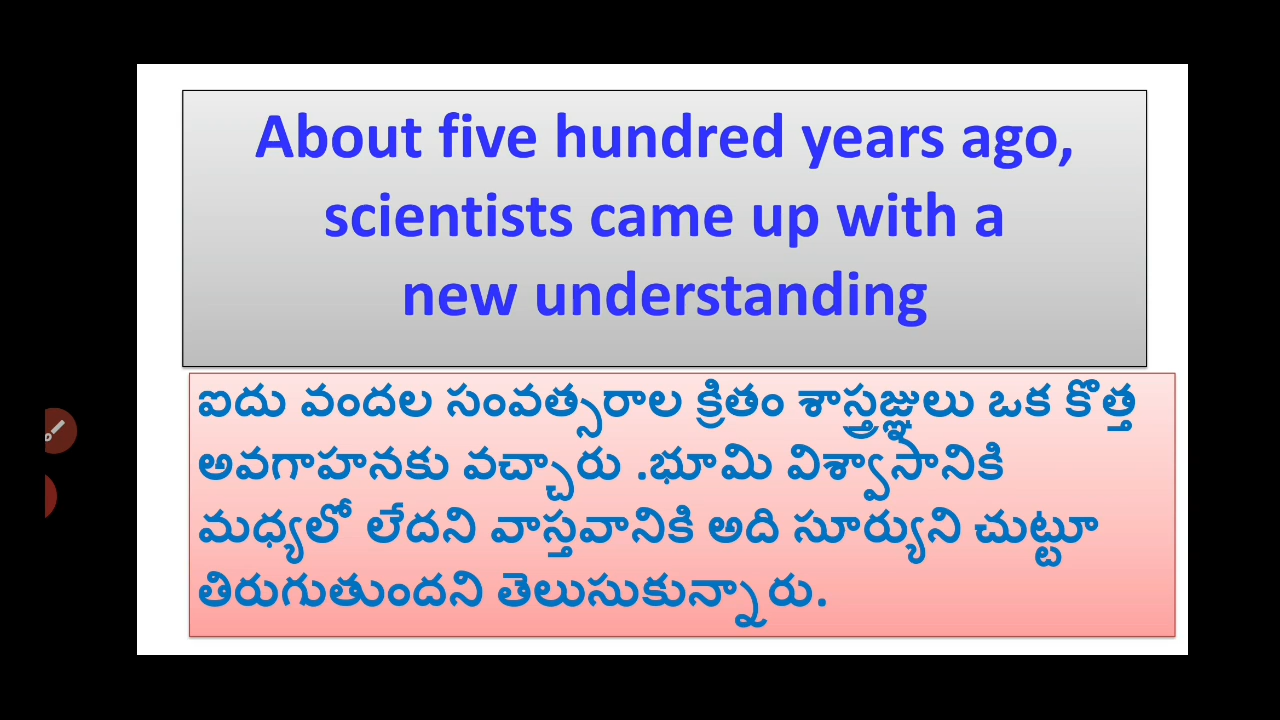 About five hundred years ago,
scientists came up with a
new understanding
ఐదు వందల సంవత్సరాల క్రితం శాస్త్రజ్ఞులు ఒక కొత్త
అవగాహనకు వచ్చారు .భూమి విశ్వాసానికి
మధ్యలో లేదని వాస్తవానికి అది సూర్యుని చుట్టూ
తిరుగుతుందని తెలుసుకున్నారు.